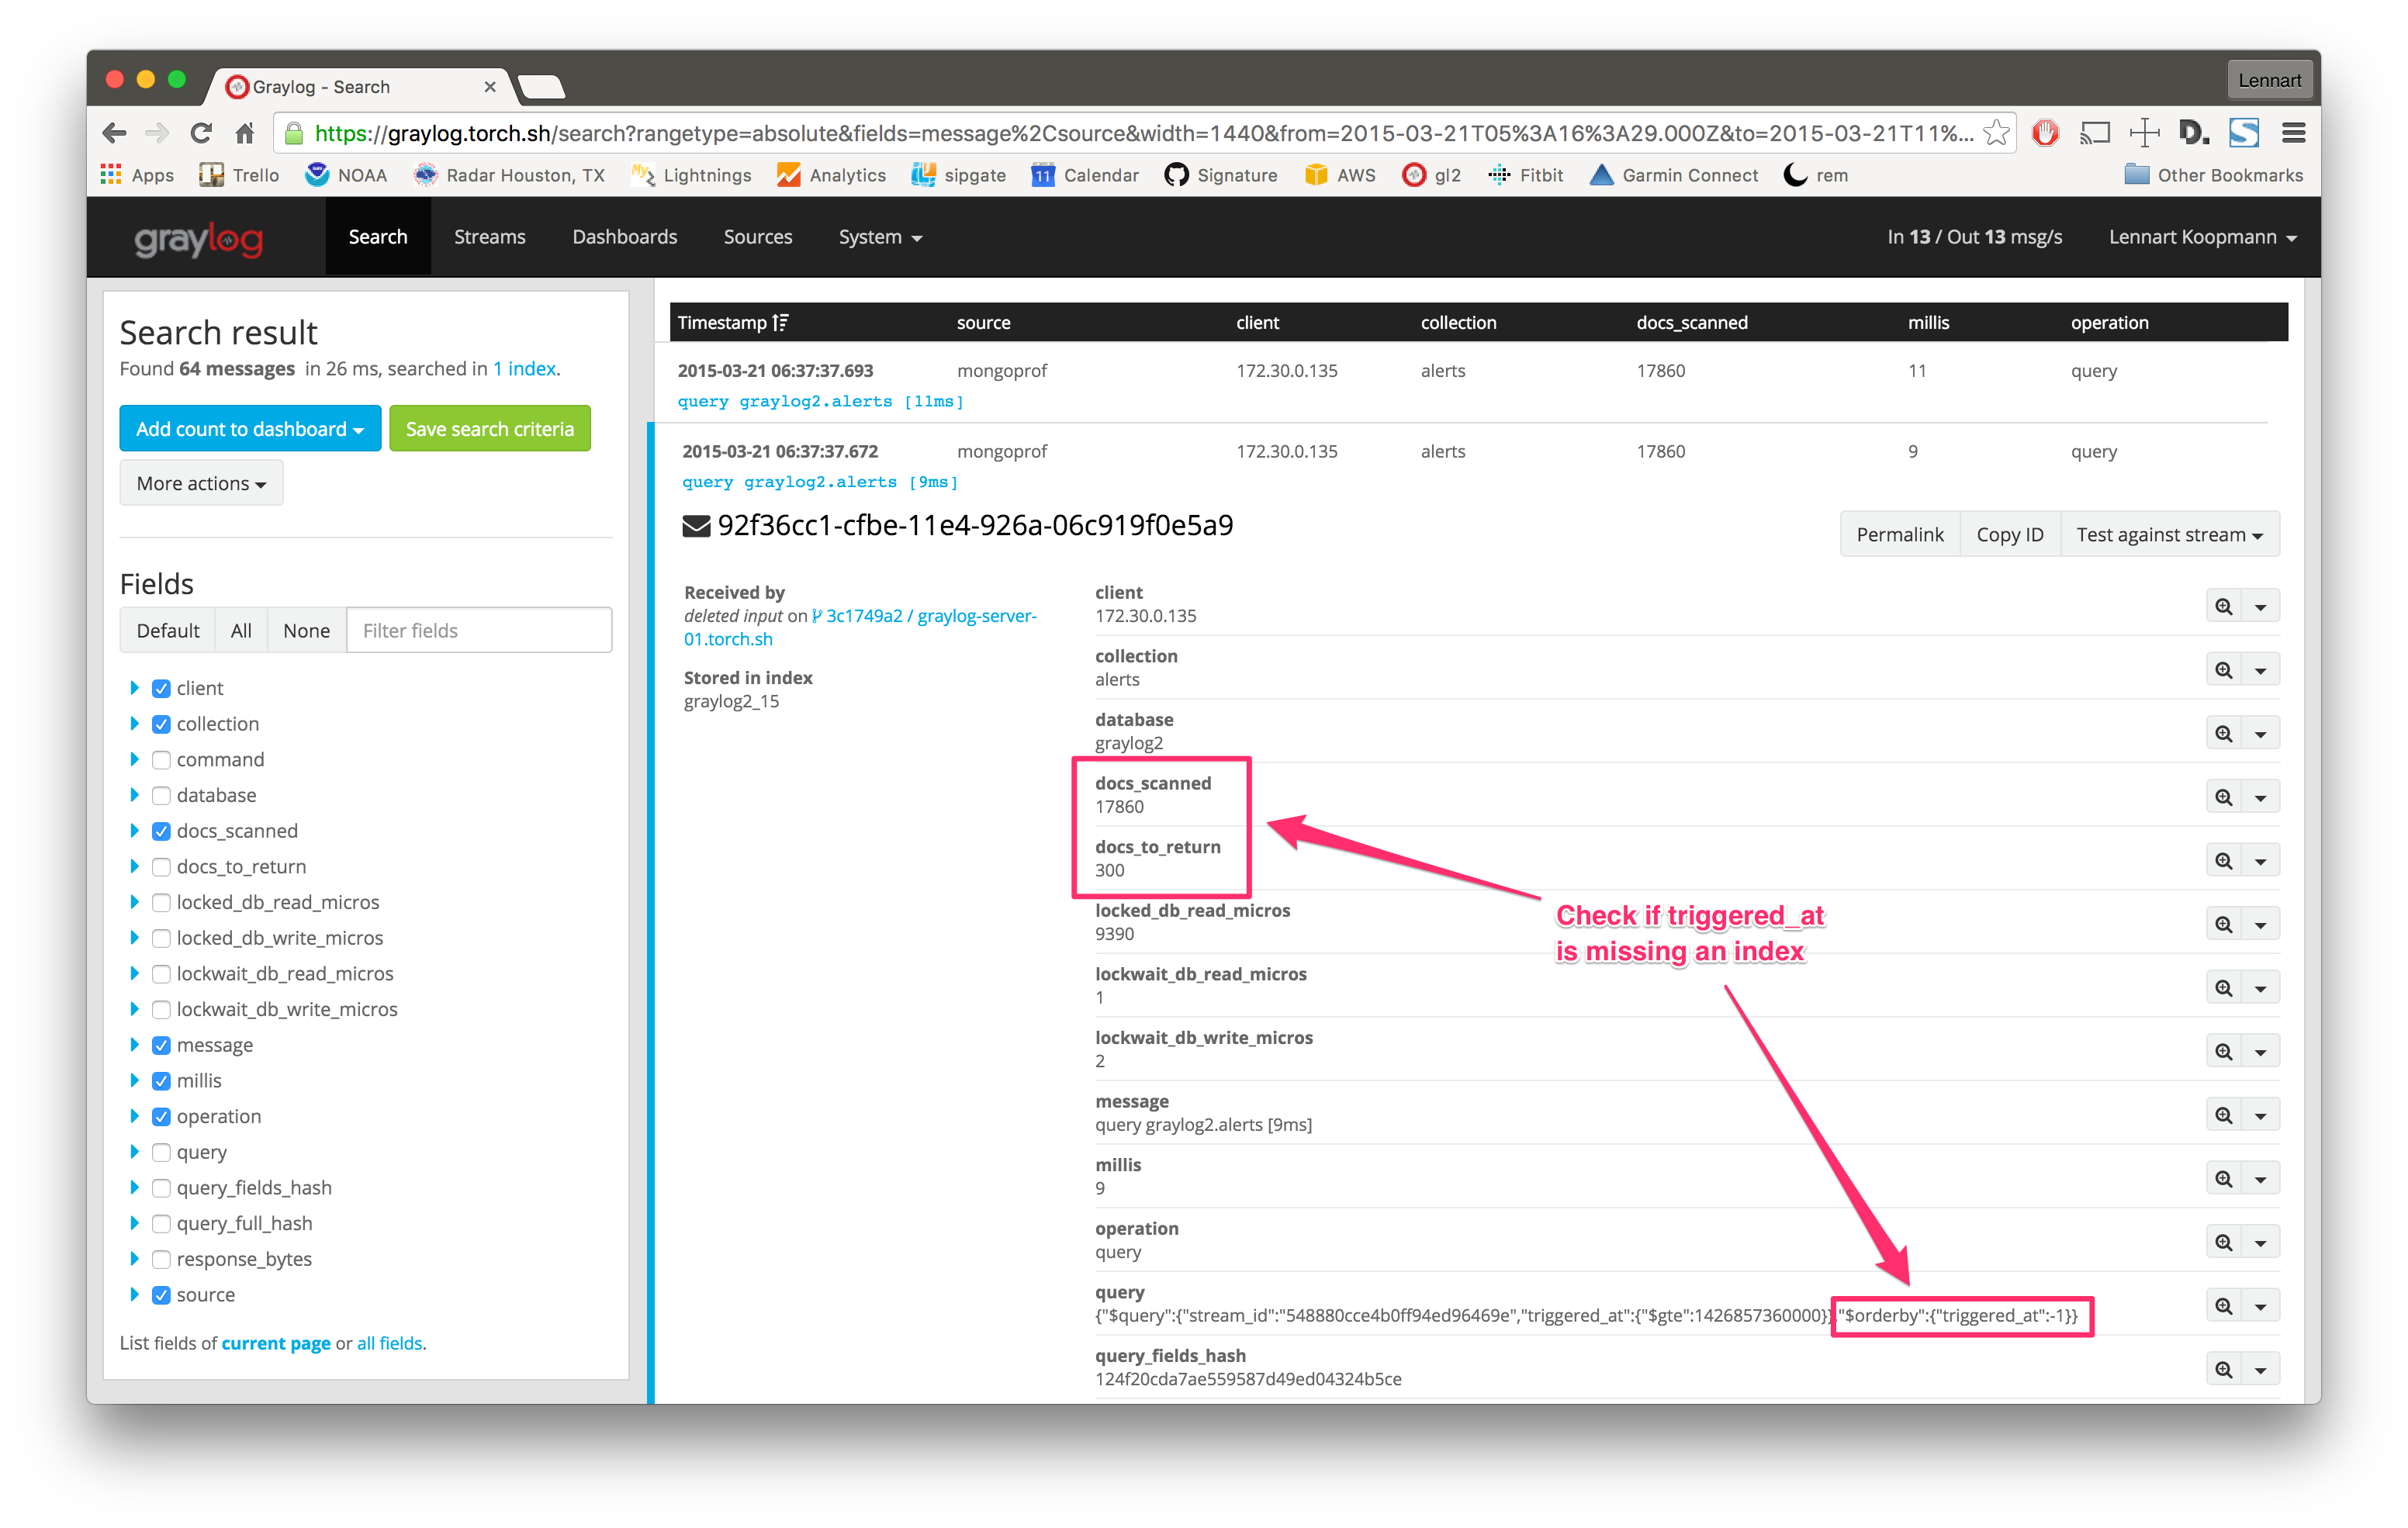 Graylog - Search
Lennart
https://graylog.torch.sh/search?rangetype=absolute&fields=message%2Csource&width=1440&from=2015-03-21T05%3A16%3A29.000Z&to=2015-03-21T11%...
Apps Trello NOAA Radar Houston, TX Lightnings Analytics sipgate Calendar Signature AWS gl2 Fitbit Garmin Connect rem Other Bookmarks
graylog Search Streams Dashboards Sources System In 13 / Out 13 msg/s Lennart Koopmann
Search result
Found 64 messages in 26 ms, searched in 1 index.
Add count to dashboard Save search criteria
More actions
Fields
Default All None Filter fields
client
collection
command
database
docs_scanned
docs_to_return
locked_db_read_micros
locked_db_write_micros
lockwait_db_read_micros
lockwait_db_write_micros
message
millis
operation
query
query_fields_hash
query_full_hash
response_bytes
source
List fields of current page or all fields.
Timestamp source client collection docs_scanned millis operation
2015-03-21 06:37:37.693 mongoprof 172.30.0.135 alerts 17860 11 query
query graylog2.alerts [11ms]
2015-03-21 06:37:37.672 mongoprof 172.30.0.135 alerts 17860 9 query
query graylog2.alerts [9ms]
92f36cc1-cfbe-11e4-926a-06c919f0e5a9
Permalink Copy ID Test against stream
Received by
deleted input on 3c1749a2 / graylog-server-
01.torch.sh
Stored in index
graylog2_15
client
172.30.0.135
collection
alerts
database
graylog2
docs_scanned
17860
docs_to_return
300
locked_db_read_micros
9390
lockwait_db_read_micros
1
lockwait_db_write_micros
2
message
query graylog2.alerts [9ms]
millis
9
operation
query
query
{"$query":{"stream_id":"548880cce4b0ff94ed96469e","triggered_at":{"$gte":1426857360000}},"$orderby":{"triggered_at":-1}}
query_fields_hash
124f20cda7ae559587d49ed04324b5ce
Check if triggered_at
is missing an index